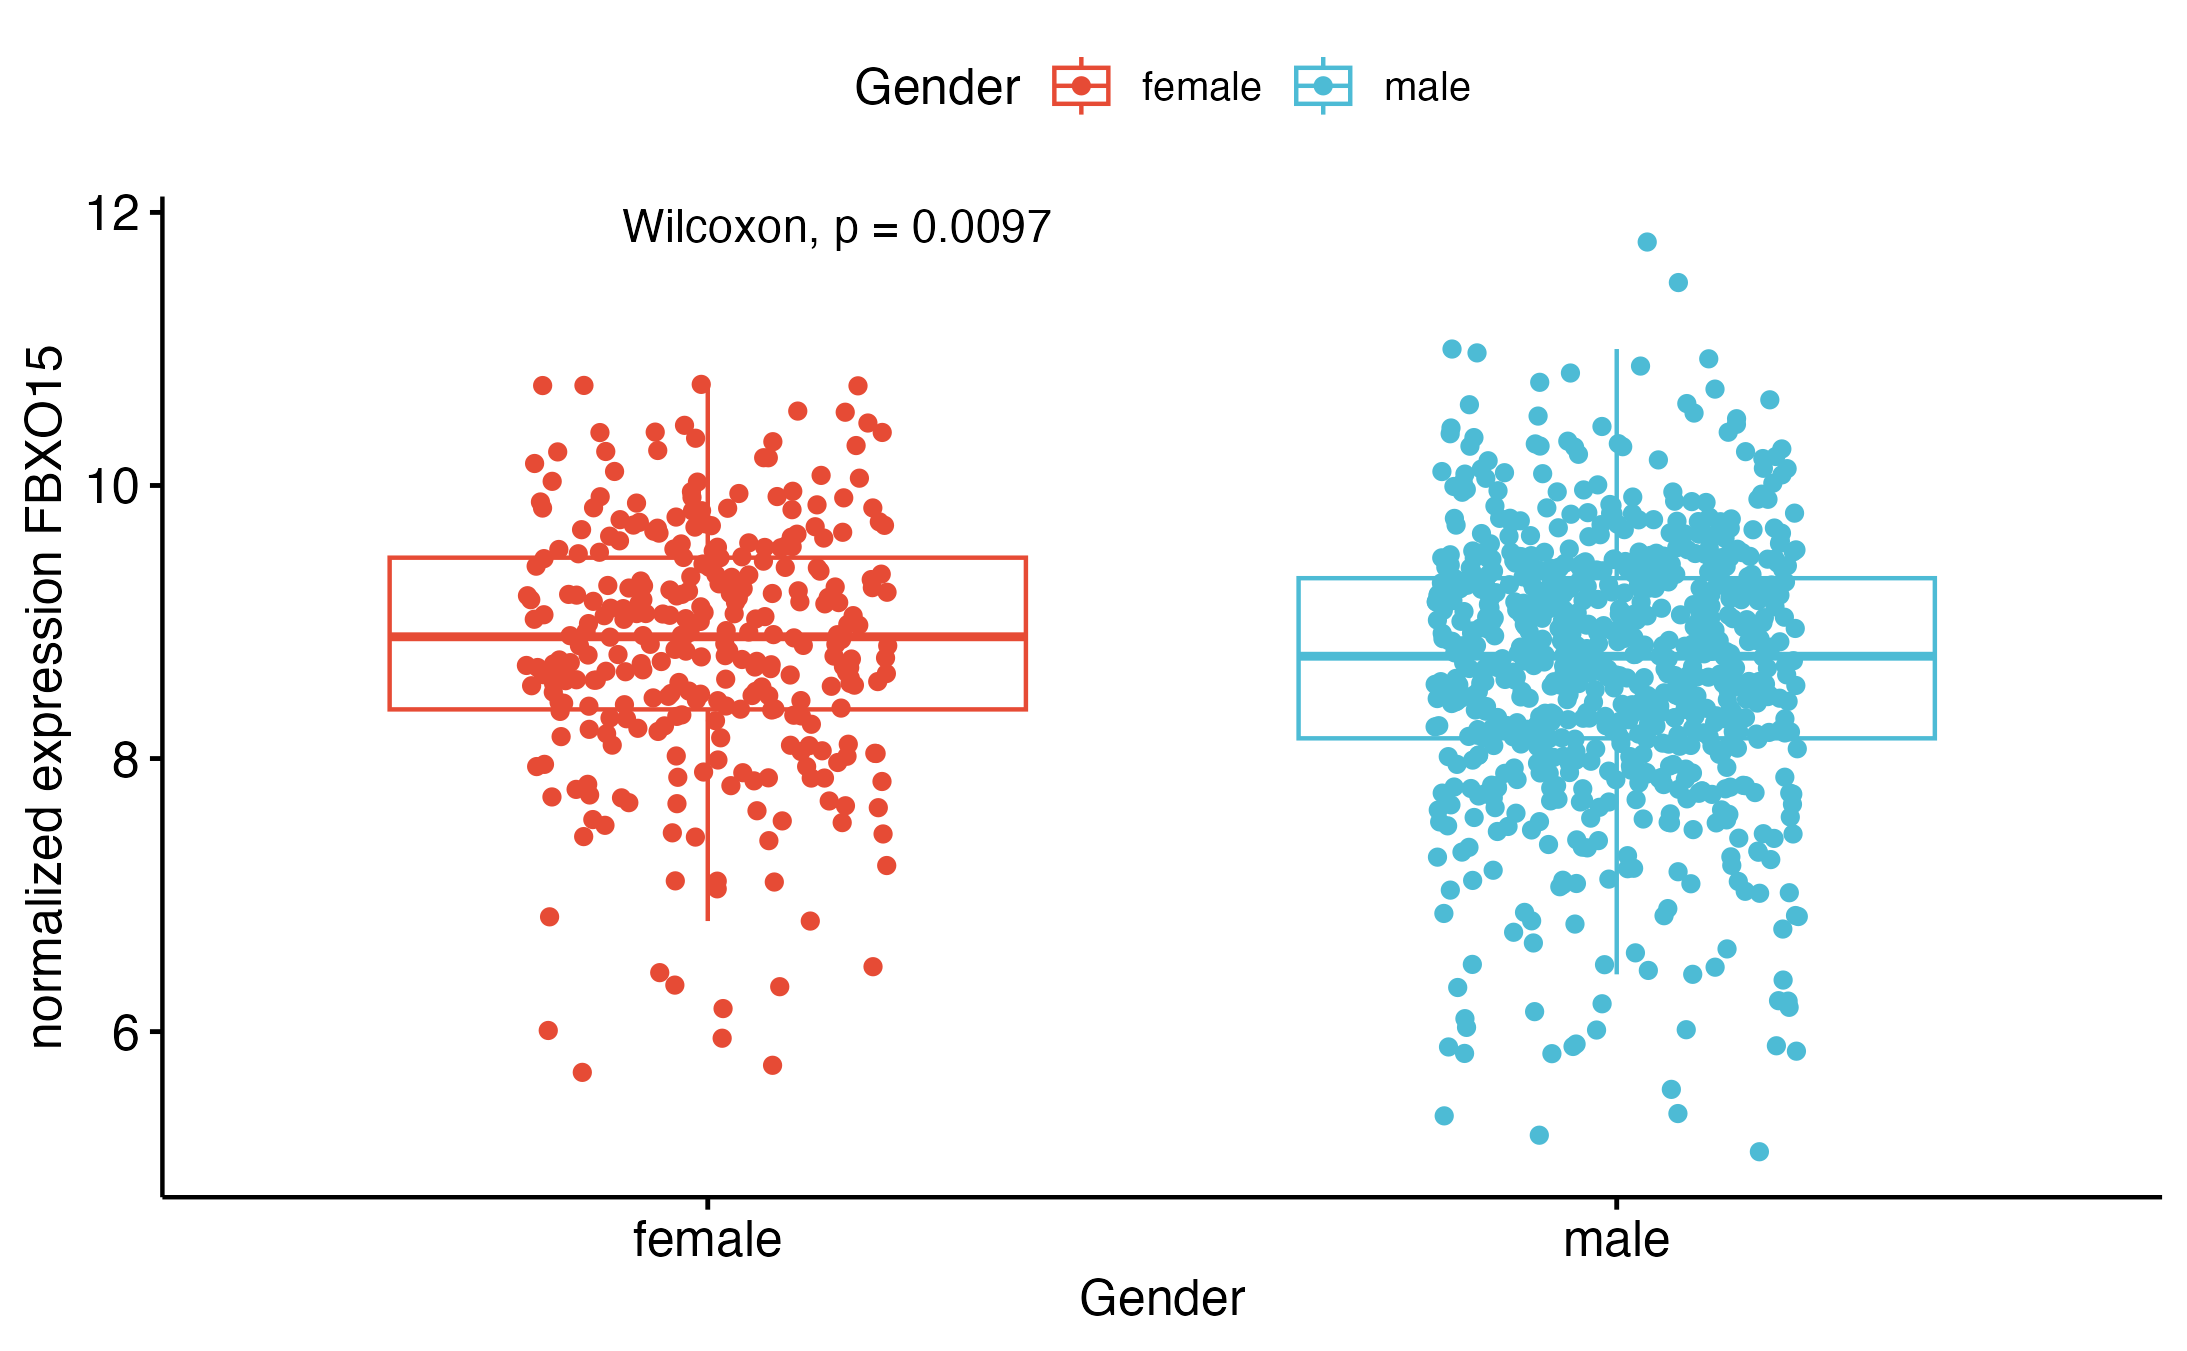 Gender female male
Wilcoxon, p = 0.0097
normalized expression FBXO15
12
10
8
6
female male
Gender